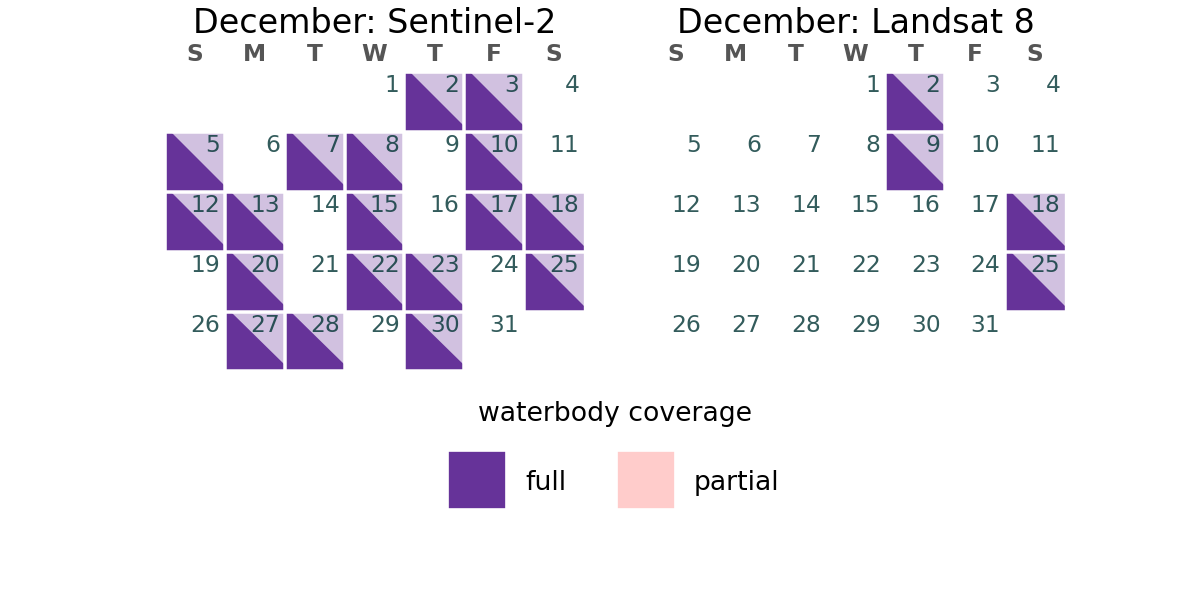 December: Sentinel-2
S M T W T F S
1 2 3 4
5 6 7 8 9 10 11
12 13 14 15 16 17 18
19 20 21 22 23 24 25
26 27 28 29 30 31
December: Landsat 8
S M T W T F S
1 2 3 4
5 6 7 8 9 10 11
12 13 14 15 16 17 18
19 20 21 22 23 24 25
26 27 28 29 30 31
waterbody coverage
full partial